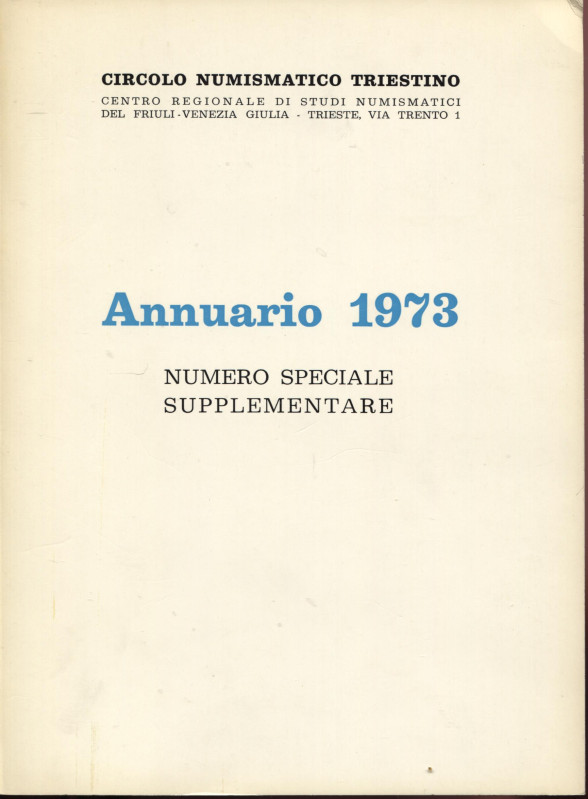 CIRCOLO NUMISMATICO TRIESTINO
CENTRO REGIONALE DI STUDI NUMISMATICI
DEL FRIULI-VENEZIA GIULIA - TRIESTE, VIA TRENTO 1
Annuario 1973
NUMERO SPECIALE
SUPPLEMENTARE